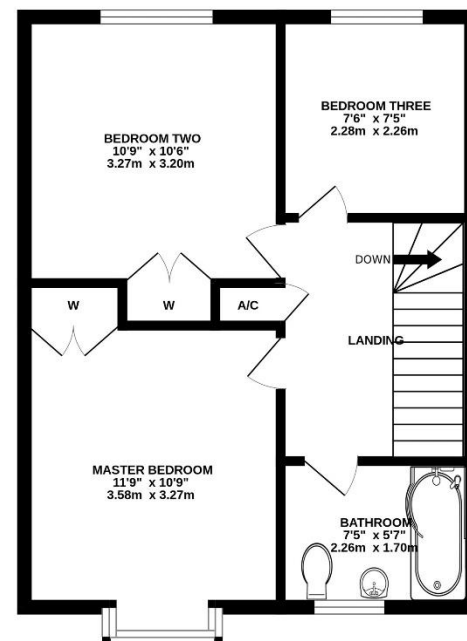 BEDROOM TWO
10'9" x 10'6"
3.27m x 3.20m
BEDROOM THREE
7'6" x 7'5"
2.28m x 2.26m
DOWN
W
W
A/C
LANDING
MASTER BEDROOM
11'9" x 10'9"
3.58m x 3.27m
BATHROOM
7'5" x 5'7"
2.26m x 1.70m